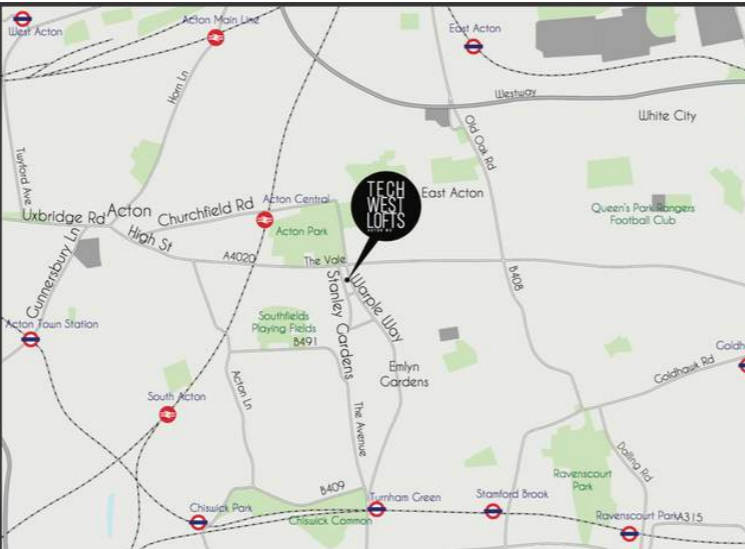 West Acton
Acton Main Line
East Acton
Horn Ln
Westway
White City
Old Oak Rd
Twyford Ave
TECH
WEST
LOFTS
East Acton
Uxbridge Rd
Acton
Churchfield Rd
Acton Central
Queen's Park Rangers
Football Club
High St
Acton Park
Gunnersbury Ln
A4020
The Vale
B408
Warple Way
Stanley Gardens
Southfields
Playing Fields
Acton Town Station
B491
Goldh
Emlyn
Gardens
Goldhawk Rd
Acton Ln
South Acton
The Avenue
Dalling Rd
Ravenscourt
Park
B409
Turnham Green
Stamford Brook
Chiswick Park
Chiswick Common
Ravenscourt Park
A315